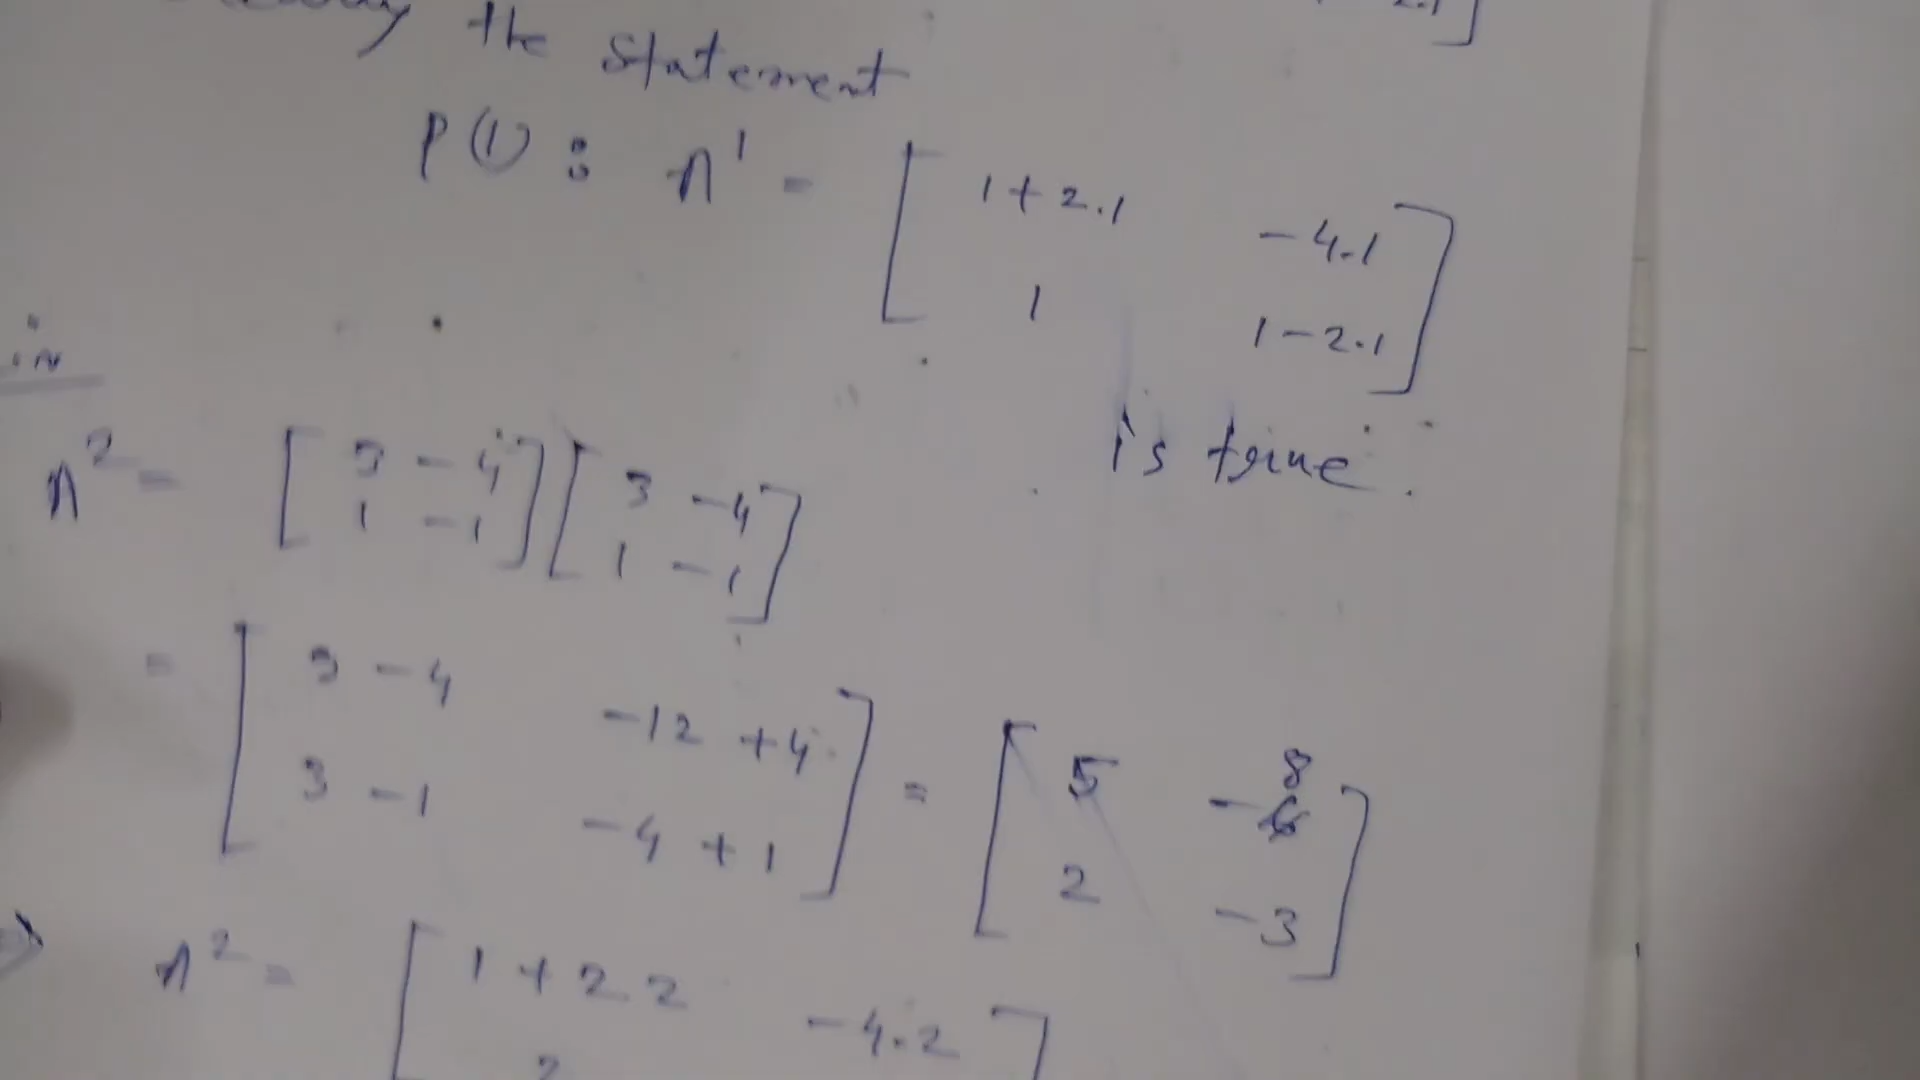 the statement
P(1) : A¹ = [ 1+2.1 -4.1
1 1-2.1 ]
is true.
A² = [ 3 -4 ] [ 3 -4 ]
1 -1 1 -1
= [ 9-4 -12+4 ] = [ 5 -8 ]
3-1 -4+1 2 -3
A² = [ 1+2.2 -4.2 ]
2